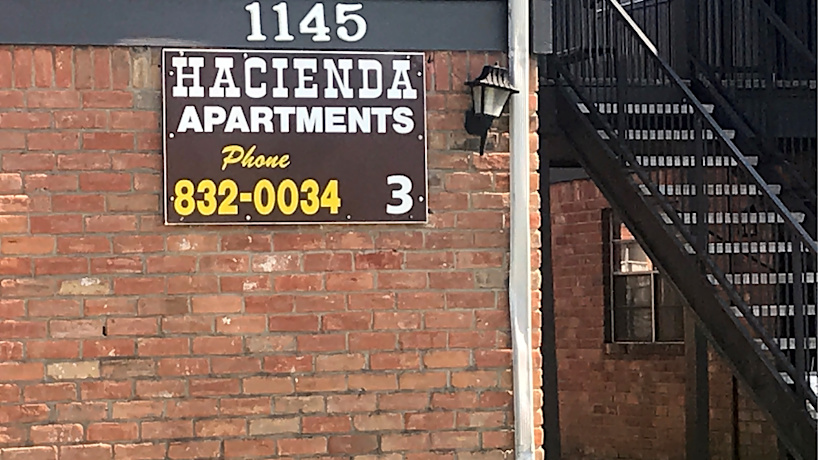 1145
HACIENDA
APARTMENTS
Phone
832-0034 3